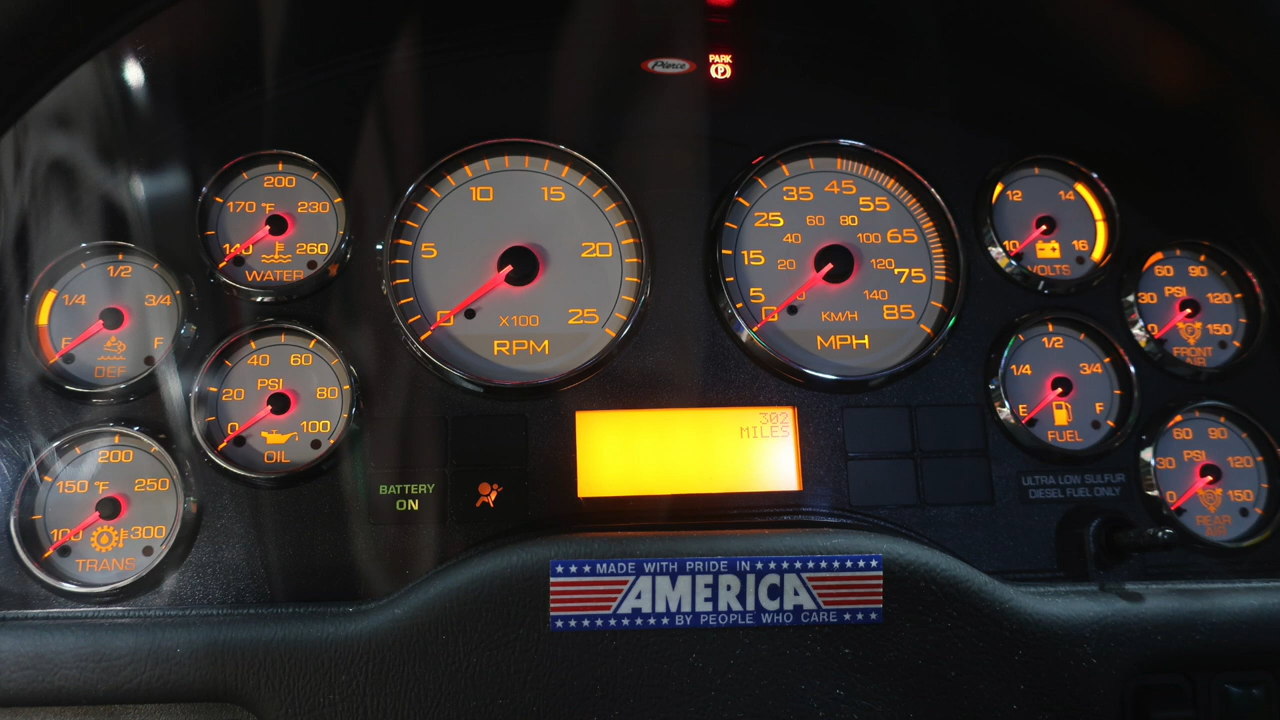 Pierce
PARK
P
200
170 °F 230
140 260
WATER
1/2
1/4 3/4
E F
DEF
40 60
PSI
20 80
0 100
OIL
200
150 °F 250
100 300
TRANS
10 15
5 20
0 25
X100
RPM
45
35 55
25 65
15 75
5 85
0
60 80
40 100
20 120
140
KM/H
MPH
12 14
10 16
VOLTS
1/2
1/4 3/4
E F
FUEL
60 90
PSI
30 120
0 150
FRONT
AIR
60 90
PSI
30 120
0 150
REAR
AIR
302
MILES
BATTERY
ON
ULTRA LOW SULFUR
DIESEL FUEL ONLY
MADE WITH PRIDE IN
AMERICA
BY PEOPLE WHO CARE